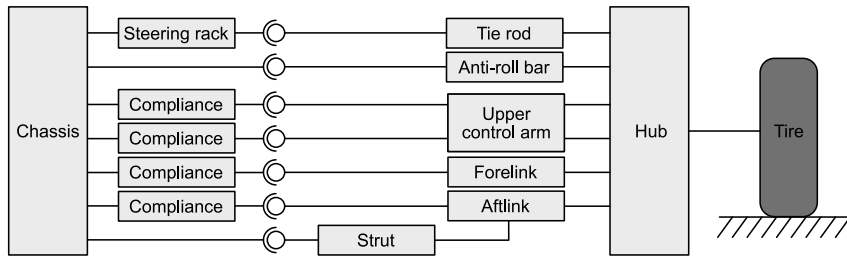 Steering rack
Tie rod
Anti-roll bar
Compliance
Upper
control arm
Compliance
Chassis
Hub
Tire
Compliance
Forelink
Compliance
Aftlink
Strut